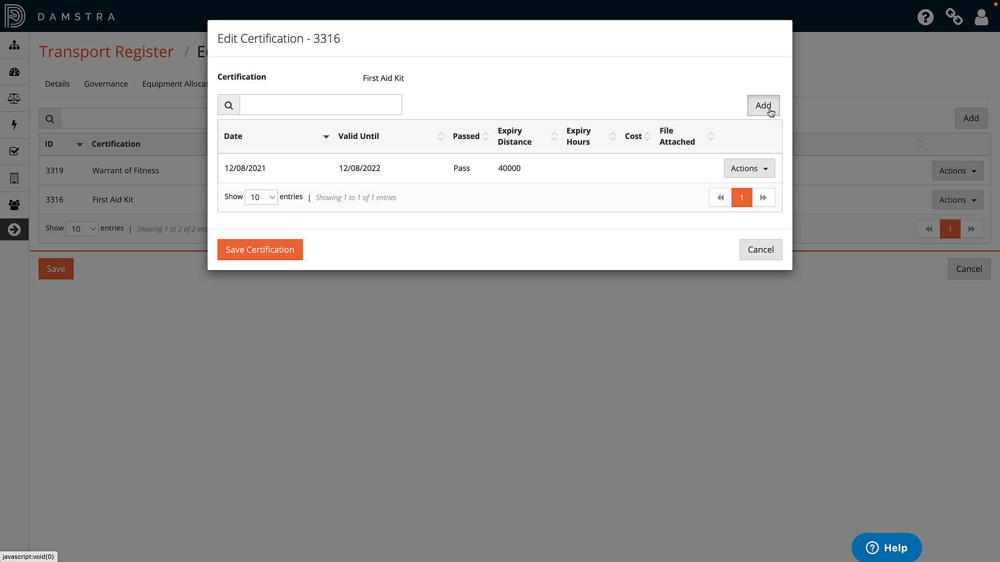 DAMSTRA
Edit Certification - 3316
Transport Register / E
Details Governance Equipment Allocat
Certification First Aid Kit
Add
Add
ID Certification
Date Valid Until Passed Expiry Distance Expiry Hours Cost File Attached
3319 Warrant of Fitness Actions
12/08/2021 12/08/2022 Pass 40000 Actions
3316 First Aid Kit Actions
Show 10 entries | Showing 1 to 1 of 1 entries 1
Show 10 entries | Showing 1 to 2 of 2 ent 1
Save Certification Cancel
Save Cancel
? Help
javascript:void(0)